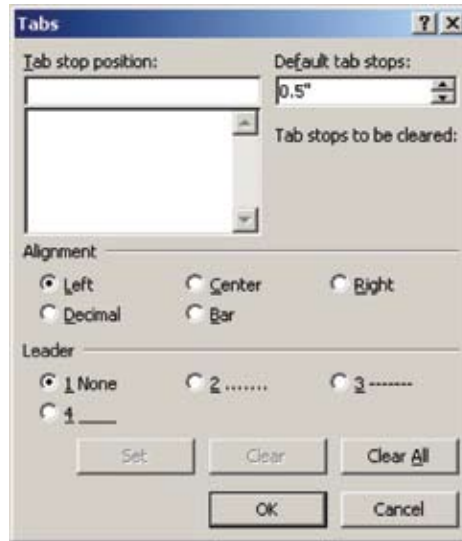 Tabs
Tab stop position: Default tab stops:
0.5"
Tab stops to be cleared:
Alignment
Left Center Right
Decimal Bar
Leader
1 None 2 ....... 3 -------
4 ____
Set Clear Clear All
OK Cancel